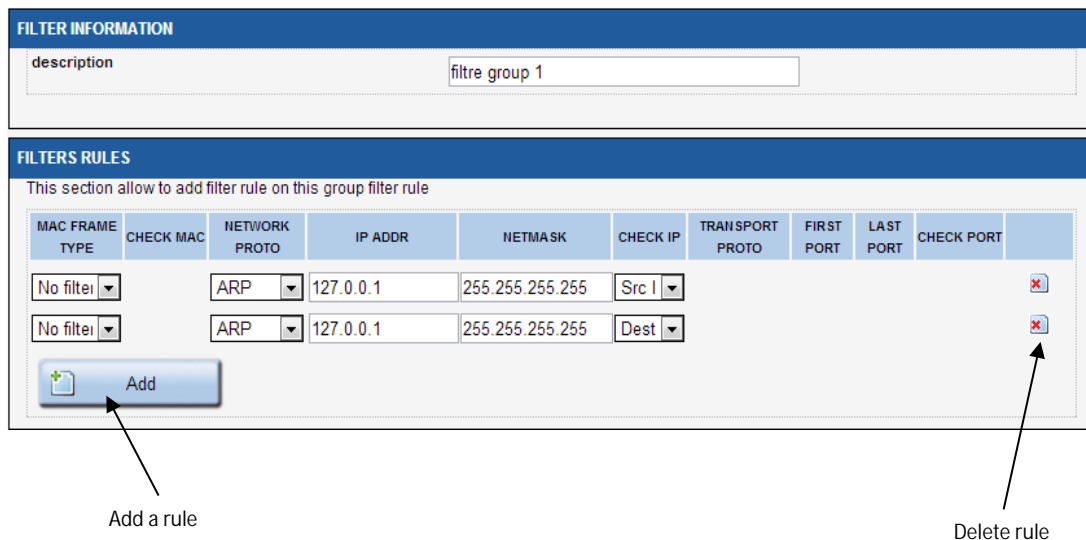 FILTER INFORMATION
description
filtre group 1
FILTERS RULES
This section allow to add filter rule on this group filter rule
MAC FRAME TYPE CHECK MAC NETWORK PROTO IP ADDR NETMASK CHECK IP TRANSPORT PROTO FIRST PORT LAST PORT CHECK PORT
No filter ARP 127.0.0.1 255.255.255.255 Src I
No filter ARP 127.0.0.1 255.255.255.255 Dest
Add
Add a rule
Delete rule